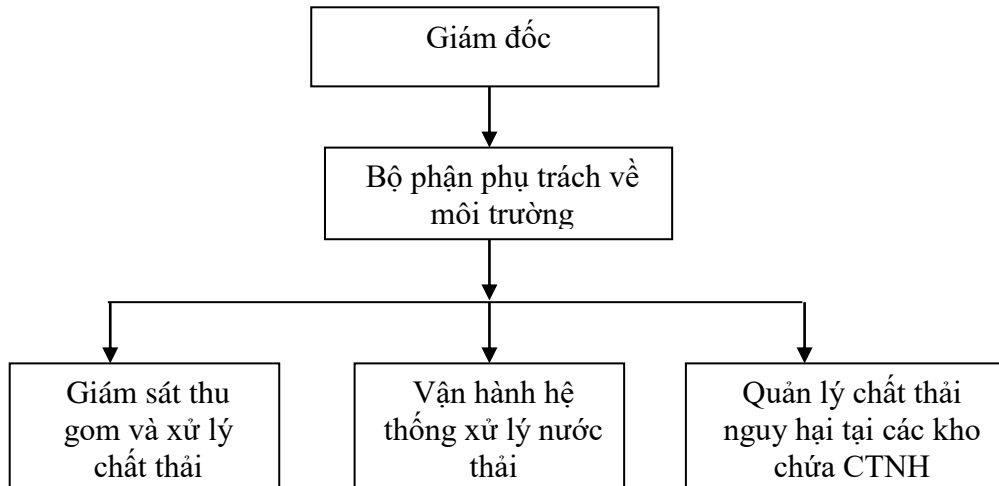 Giám đốc
Bộ phận phụ trách về
môi trường
Giám sát thu
gom và xử lý
chất thải
Vận hành hệ
thống xử lý nước
thải
Quản lý chất thải
nguy hại tại các kho
chứa CTNH